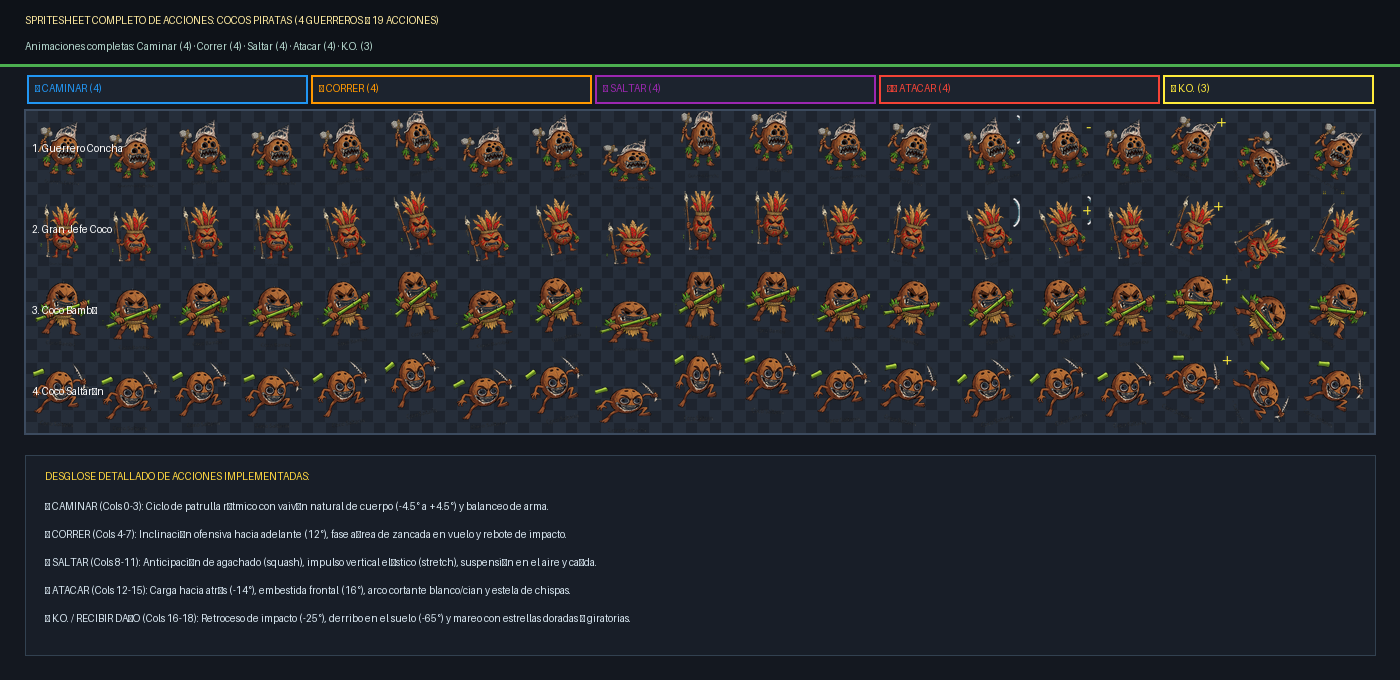 SPRITESHEET COMPLETO DE ACCIONES: COCOS PIRATAS (4 GUERREROS □ 19 ACCIONES)
Animaciones completas: Caminar (4) · Correr (4) · Saltar (4) · Atacar (4) · K.O. (3)
□ CAMINAR (4)
□ CORRER (4)
□ SALTAR (4)
□□ ATACAR (4)
□ K.O. (3)
1. Guerrero Concha
2. Gran Jefe Coco
3. Coco Bamb□
4. Coco Saltar□n
DESGLOSE DETALLADO DE ACCIONES IMPLEMENTADAS:
□ CAMINAR (Cols 0-3): Ciclo de patrulla r□tmico con vaiv□n natural de cuerpo (-4.5° a +4.5°) y balanceo de arma.
□ CORRER (Cols 4-7): Inclinaci□n ofensiva hacia adelante (12°), fase a□rea de zancada en vuelo y rebote de impacto.
□ SALTAR (Cols 8-11): Anticipaci□n de agachado (squash), impulso vertical el□stico (stretch), suspensi□n en el aire y ca□da.
□ ATACAR (Cols 12-15): Carga hacia atr□s (-14°), embestida frontal (16°), arco cortante blanco/cian y estela de chispas.
□ K.O. / RECIBIR DA□O (Cols 16-18): Retroceso de impacto (-25°), derribo en el suelo (-65°) y mareo con estrellas doradas □ giratorias.